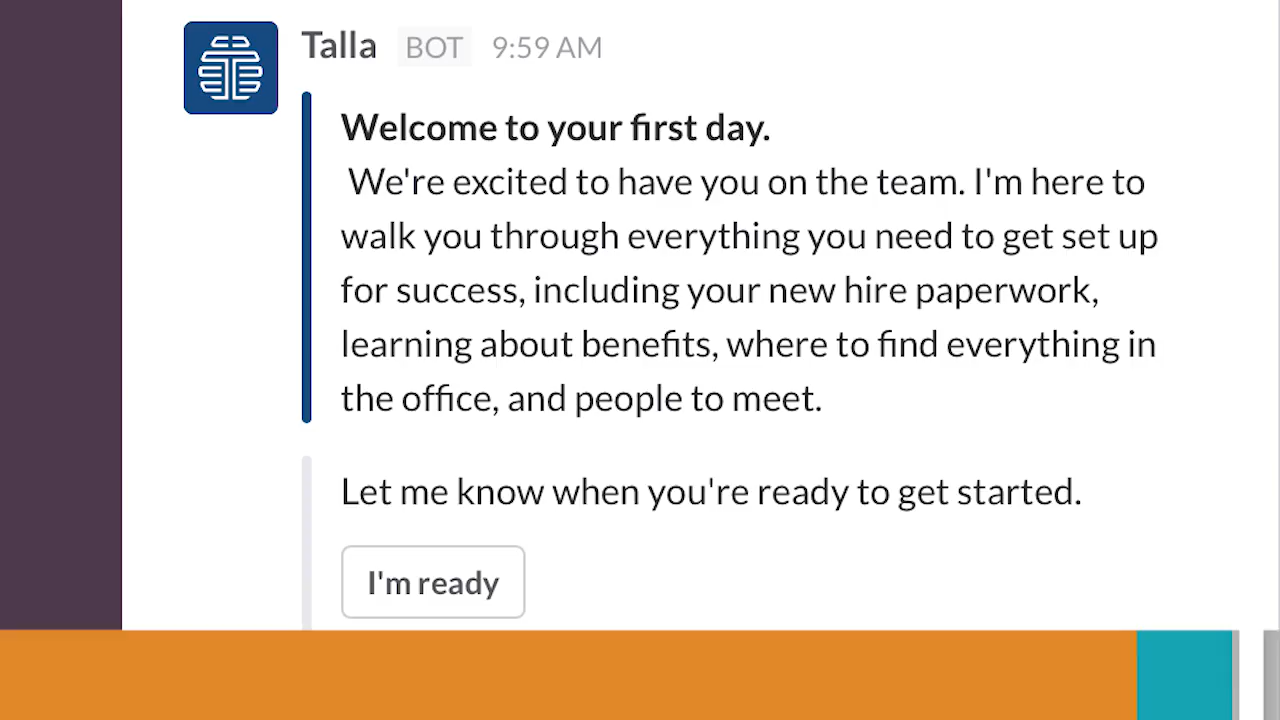 Talla BOT 9:59 AM
Welcome to your first day.
We're excited to have you on the team. I'm here to
walk you through everything you need to get set up
for success, including your new hire paperwork,
learning about benefits, where to find everything in
the office, and people to meet.
Let me know when you're ready to get started.
I'm ready